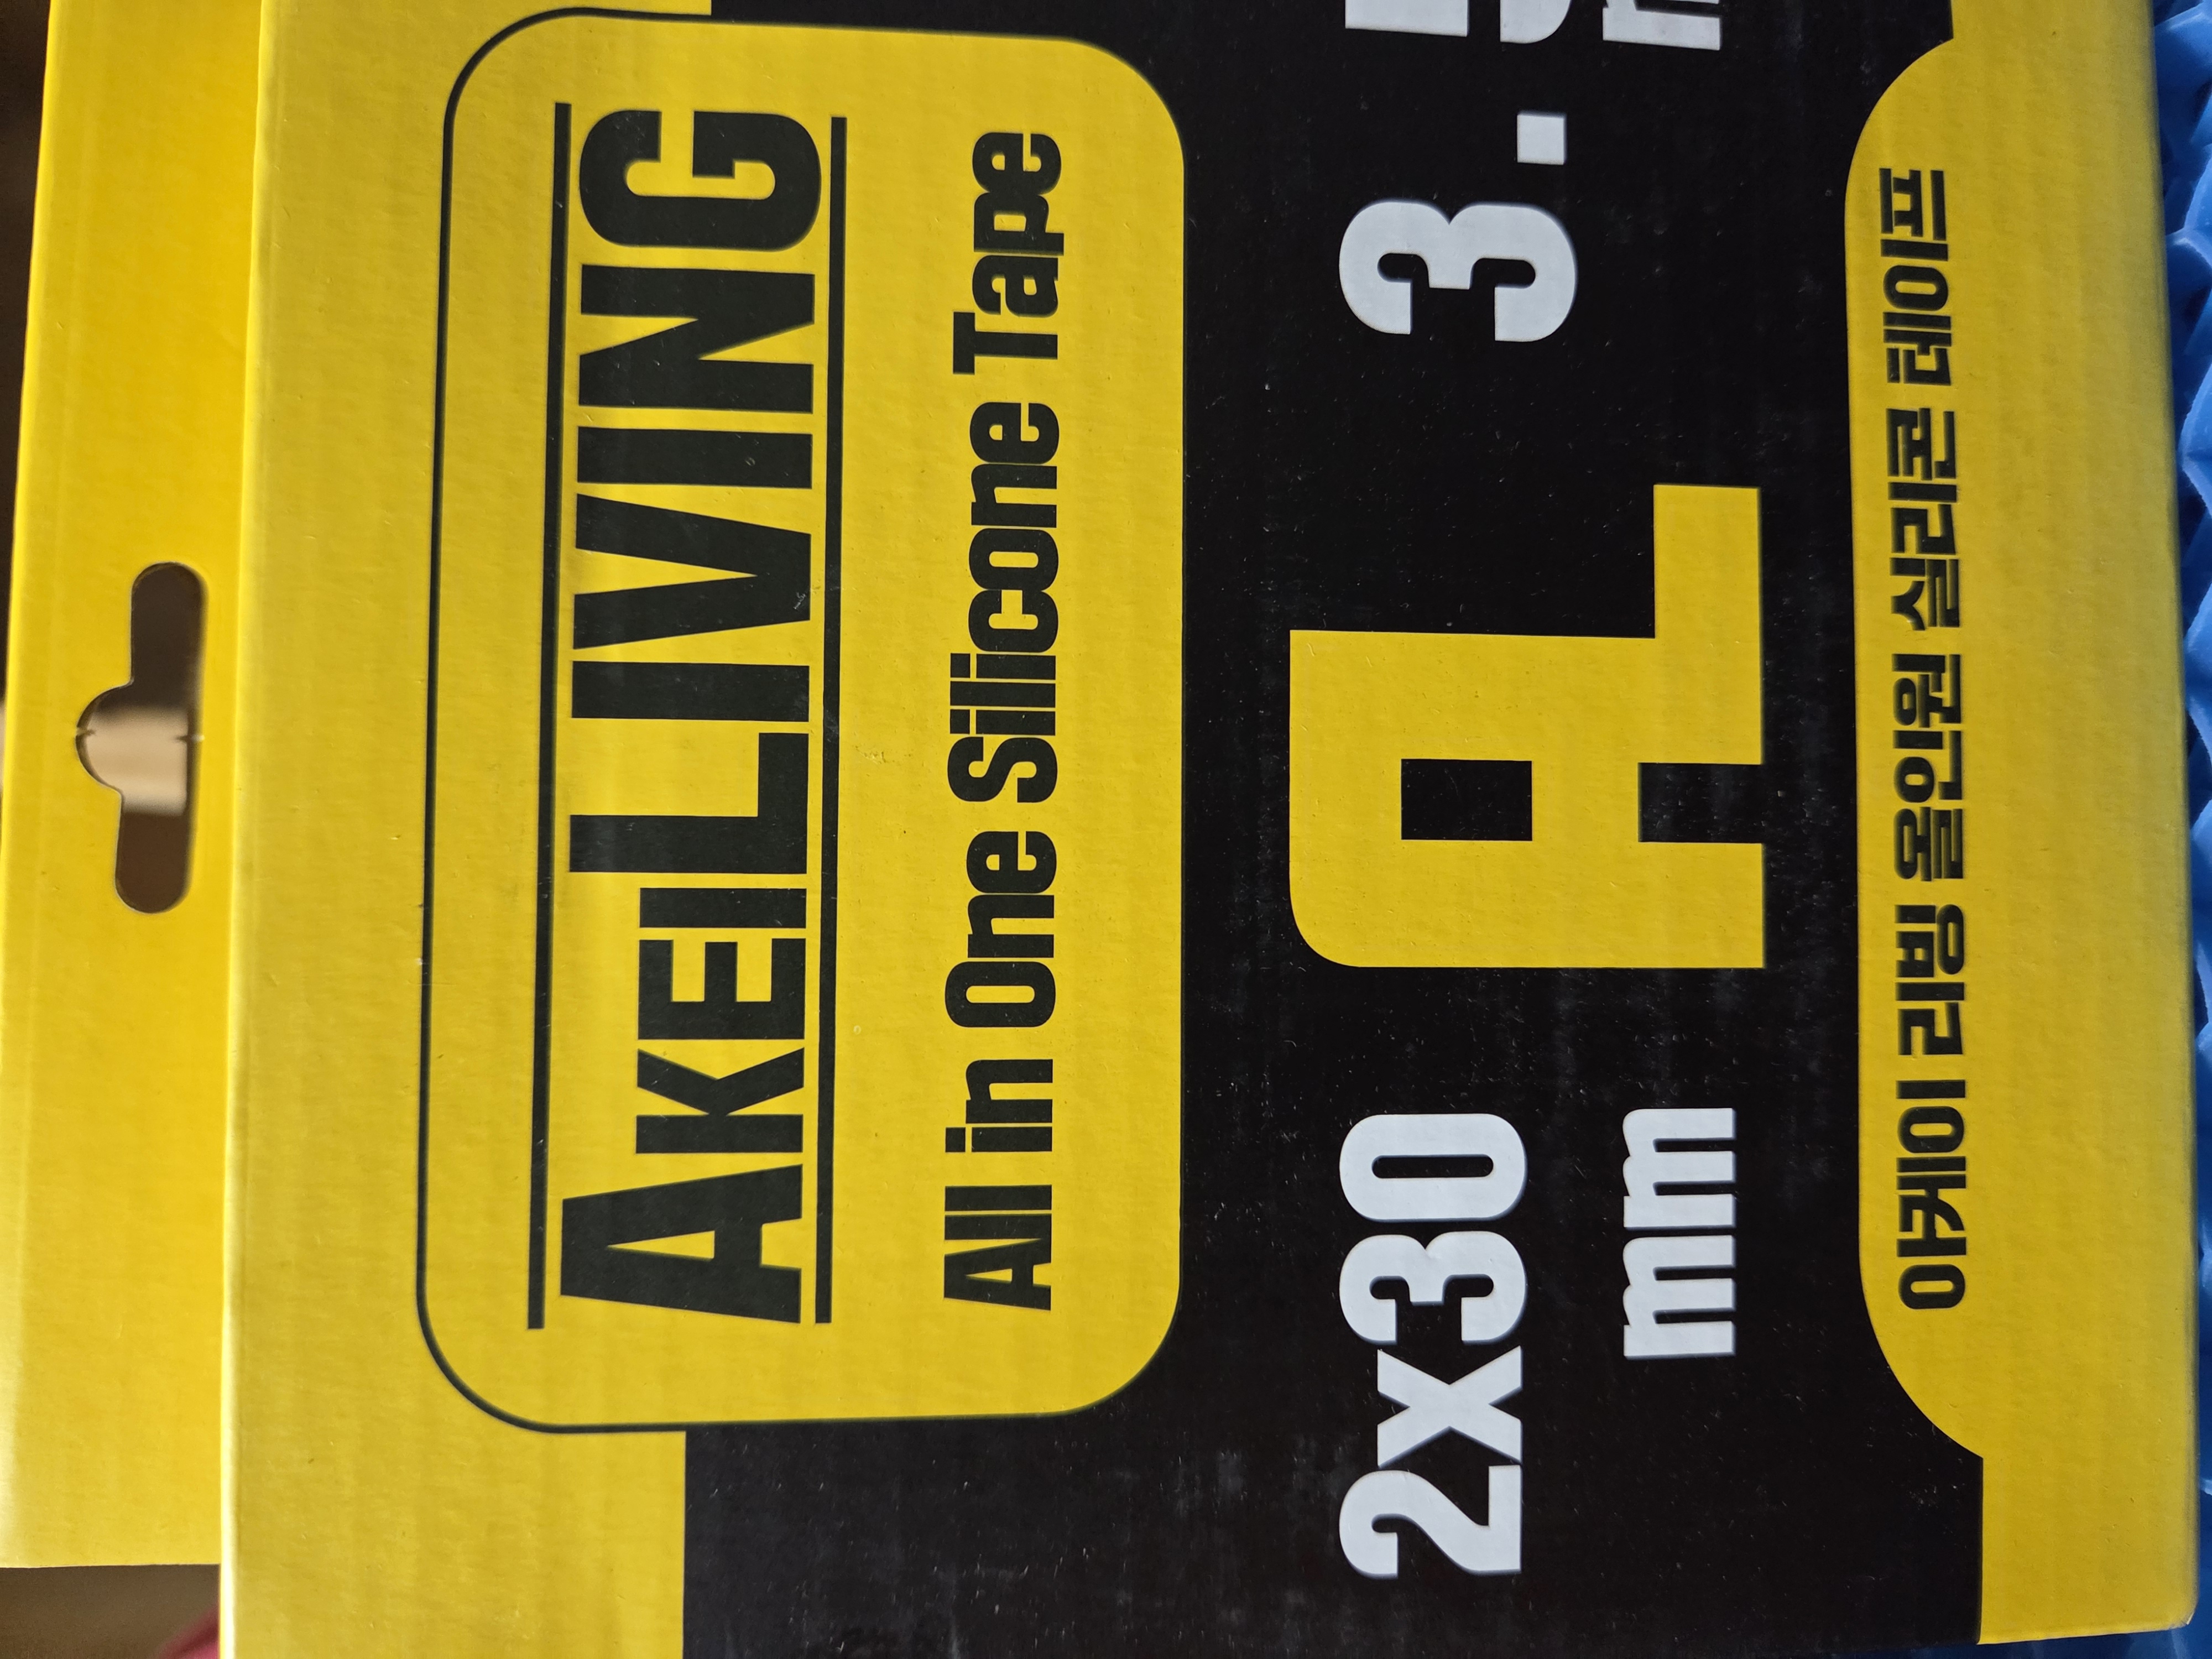 AKEILIVING
All in One Silicone Tape
2x30
mm
3.
아케이 리빙 올인원 실리콘 테이프